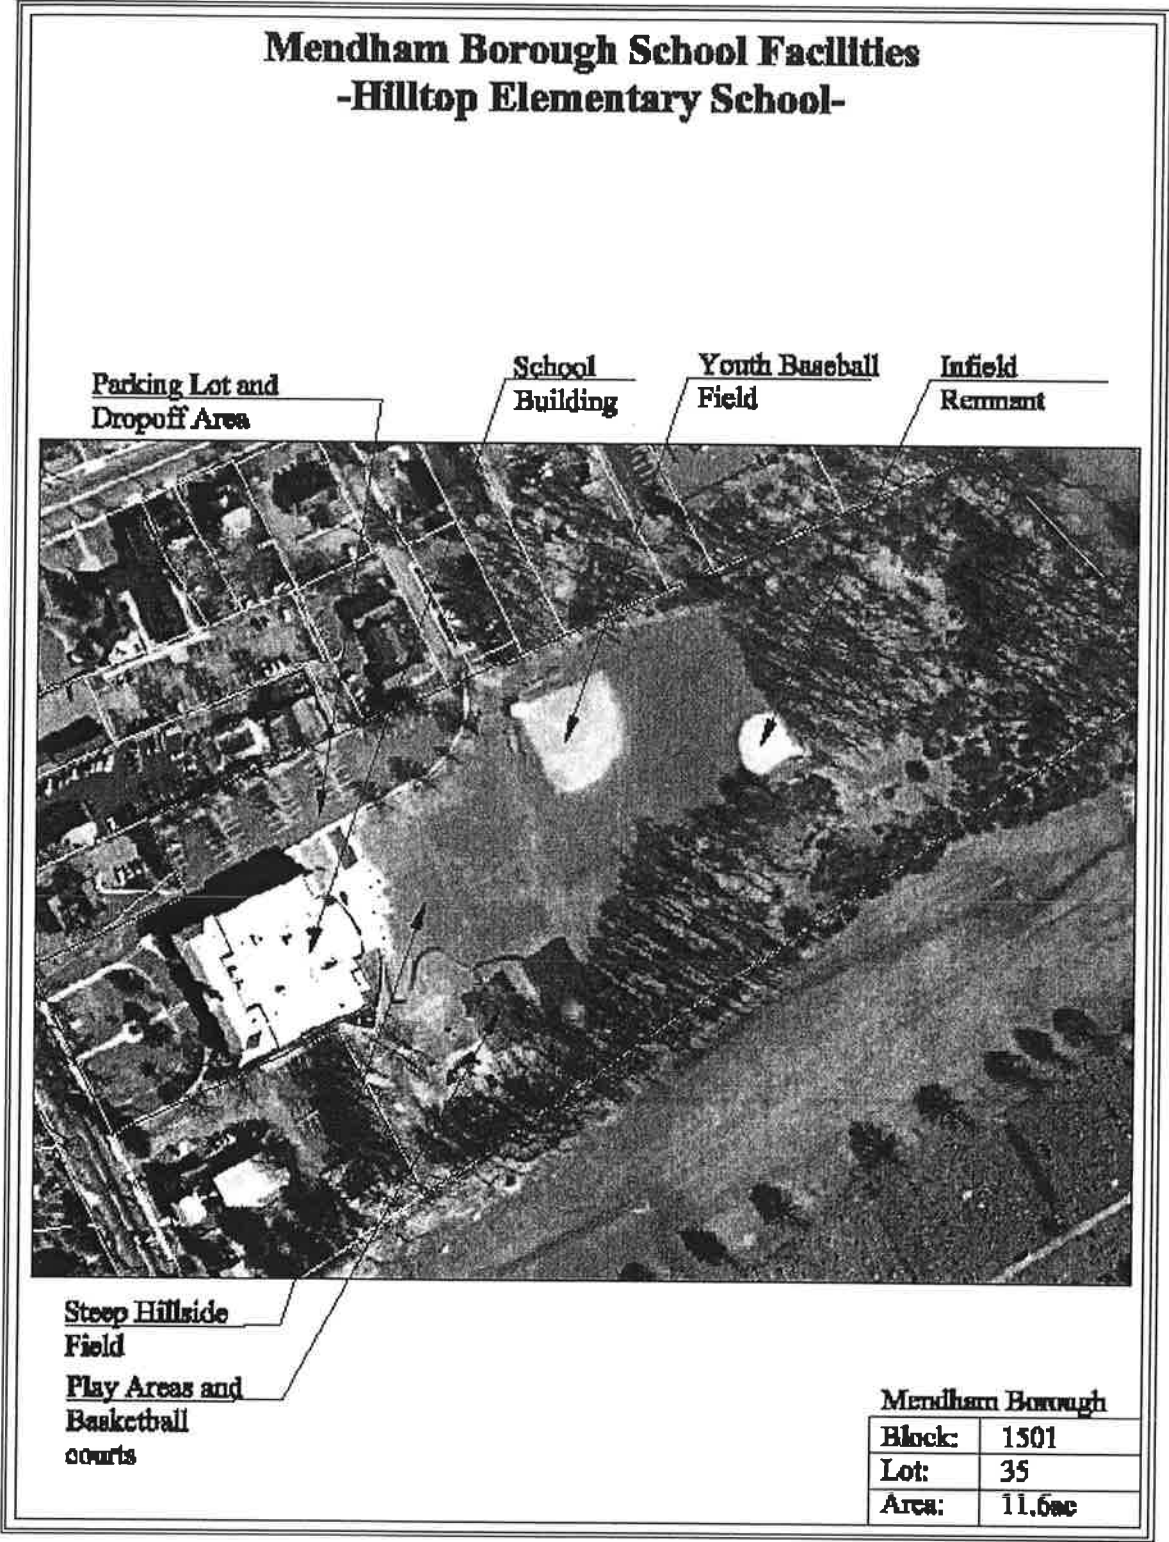 Mendham Borough School Facilities
-Hilltop Elementary School-
Parking Lot and
Dropoff Area
School
Building
Youth Baseball
Field
Infield
Remnant
Steep Hillside
Field
Play Areas and
Basketball
courts
Mendham Borough
Block: 1501
Lot: 35
Area: 11.6ac